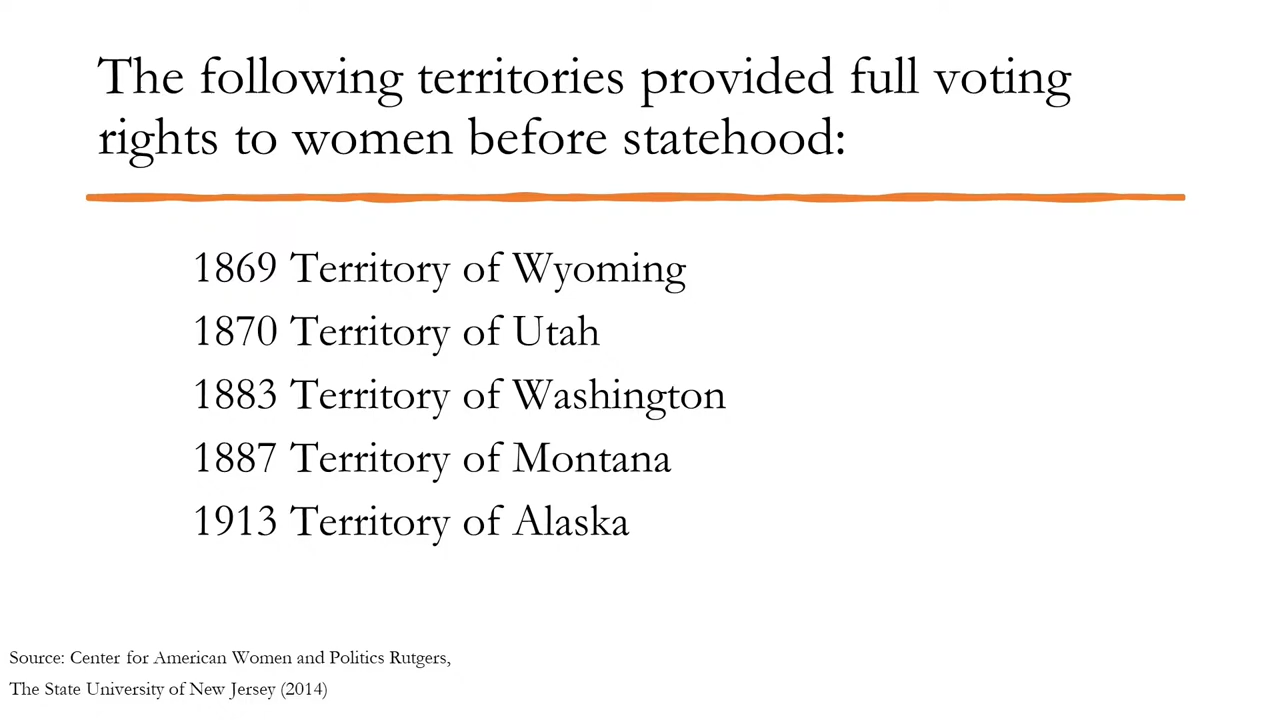 The following territories provided full voting
rights to women before statehood:
1869 Territory of Wyoming
1870 Territory of Utah
1883 Territory of Washington
1887 Territory of Montana
1913 Territory of Alaska
Source: Center for American Women and Politics Rutgers,
The State University of New Jersey (2014)